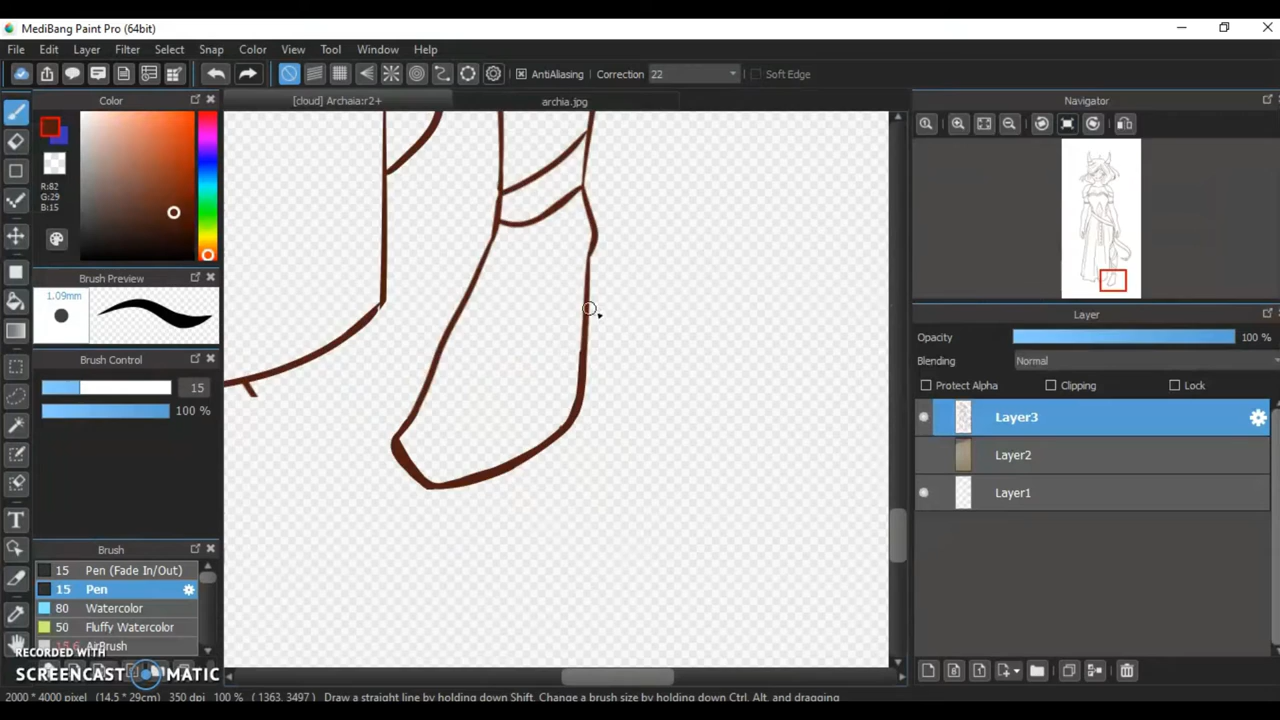 MediBang Paint Pro (64bit)
File Edit Layer Filter Select Snap Color View Tool Window Help
AntiAliasing Correction 22 Soft Edge
Color
[cloud] Archaia:r2+ archia.jpg
Navigator
R:82
G:29
B:15
Brush Preview
1.09mm
Layer
Opacity 100 %
Blending Normal
Protect Alpha Clipping Lock
Brush Control
15
100 %
Layer3
Layer2
Layer1
Brush
15 Pen (Fade In/Out)
15 Pen
80 Watercolor
50 Fluffy Watercolor
15.6 AirBrush
RECORDED WITH
SCREENCAST MATIC
2000 * 4000 pixel (14.5 * 29cm) 350 dpi 100 % ( 1363, 3497 ) Draw a straight line by holding down Shift, Change a brush size by holding down Ctrl, Alt, and dragging